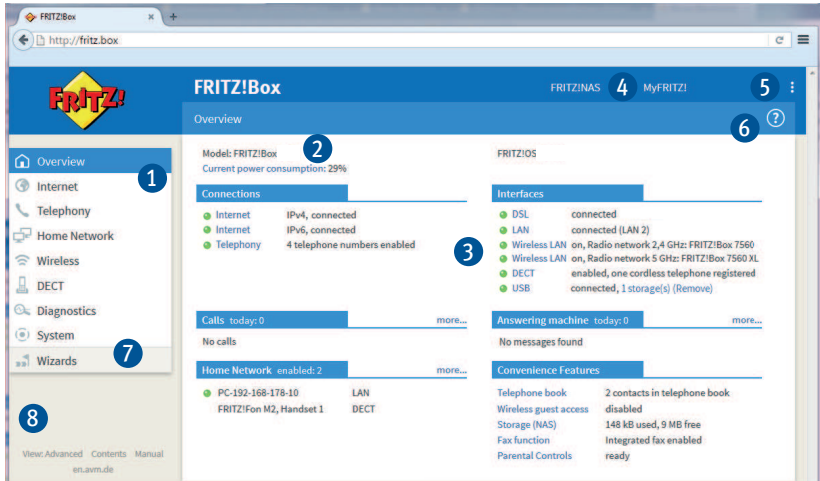 FRITZ!Box
http://fritz.box
FRITZ!
FRITZ!Box
FRITZ!NAS 4 MyFRITZ! 5
Overview 6 ?
1
Overview
Internet
Telephony
Home Network
Wireless
DECT
Diagnostics
System
Wizards 7
8
View: Advanced Contents Manual
en.avm.de
Model: FRITZ!Box 2 FRITZ!OS
Current power consumption: 29%
Connections
Internet IPv4, connected
Internet IPv6, connected
Telephony 4 telephone numbers enabled
3
Interfaces
DSL connected
LAN connected (LAN 2)
Wireless LAN on, Radio network 2,4 GHz: FRITZ!Box 7560
Wireless LAN on, Radio network 5 GHz: FRITZ!Box 7560 XL
DECT enabled, one cordless telephone registered
USB connected, 1 storage(s) (Remove)
Calls today: 0 more...
No calls
Answering machine today: 0 more...
No messages found
Home Network enabled: 2 more...
PC-192-168-178-10 LAN
FRITZ!Fon M2, Handset 1 DECT
Convenience Features
Telephone book 2 contacts in telephone book
Wireless guest access disabled
Storage (NAS) 148 kB used, 9 MB free
Fax function Integrated fax enabled
Parental Controls ready